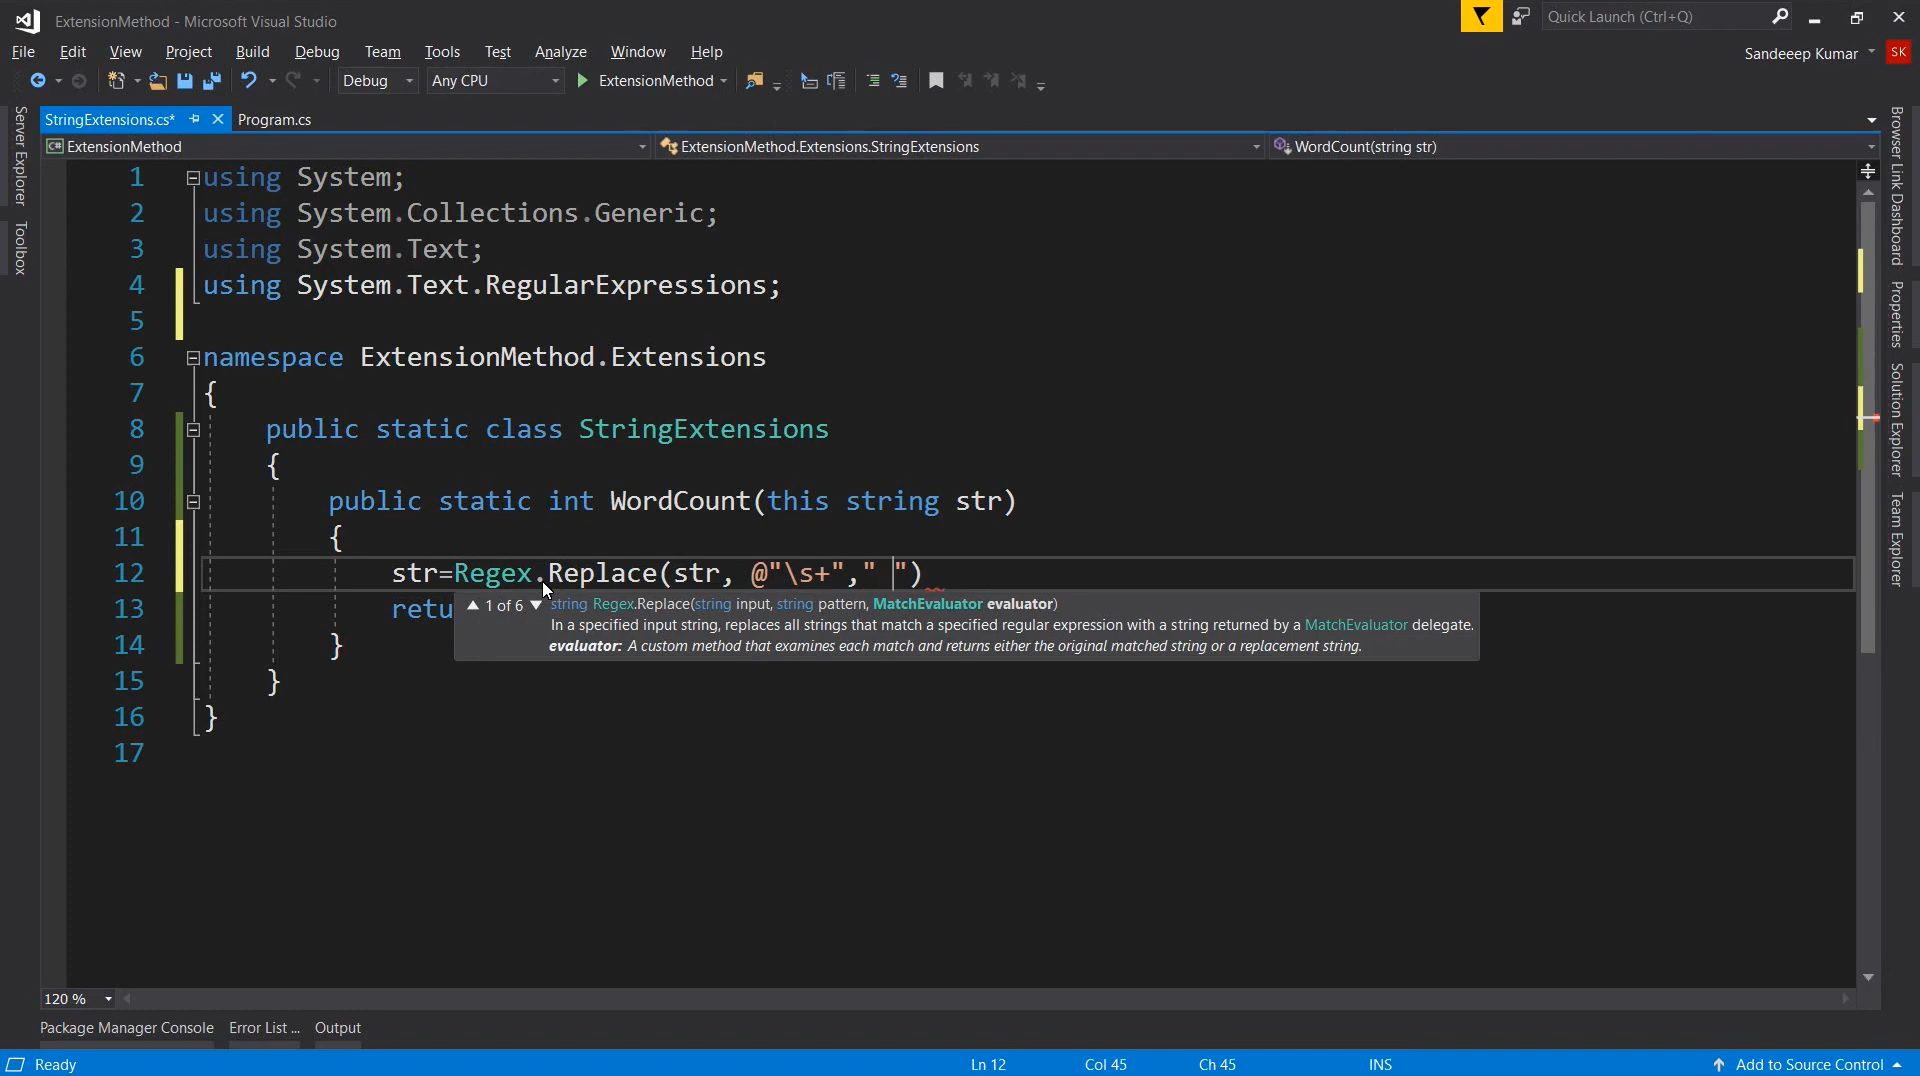 ExtensionMethod - Microsoft Visual Studio
Quick Launch (Ctrl+Q)
File Edit View Project Build Debug Team Tools Test Analyze Window Help
Sandeeep Kumar SK
Debug Any CPU ExtensionMethod
StringExtensions.cs* Program.cs
C# ExtensionMethod ExtensionMethod.Extensions.StringExtensions WordCount(string str)
Server Explorer
Toolbox
1 using System;
2 using System.Collections.Generic;
3 using System.Text;
4 using System.Text.RegularExpressions;
5
6 namespace ExtensionMethod.Extensions
7 {
8 public static class StringExtensions
9 {
10 public static int WordCount(this string str)
11 {
12 str=Regex.Replace(str, @"\s+"," ")
13 retu
1 of 6 string Regex.Replace(string input, string pattern, MatchEvaluator evaluator)
In a specified input string, replaces all strings that match a specified regular expression with a string returned by a MatchEvaluator delegate.
evaluator: A custom method that examines each match and returns either the original matched string or a replacement string.
14 }
15 }
16 }
17
Browser Link Dashboard
Properties
Solution Explorer
Team Explorer
120 %
Package Manager Console Error List ... Output
Ready Ln 12 Col 45 Ch 45 INS Add to Source Control